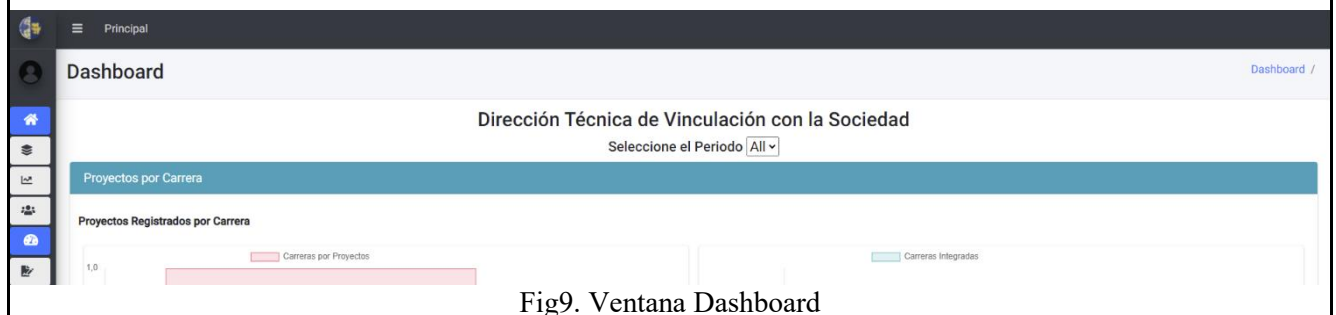 Principal
Dashboard
Dashboard /
Dirección Técnica de Vinculación con la Sociedad
Seleccione el Periodo All
Proyectos por Carrera
Proyectos Registrados por Carrera
Carreras por Proyectos
Carreras Integradas
1,0
Fig9. Ventana Dashboard